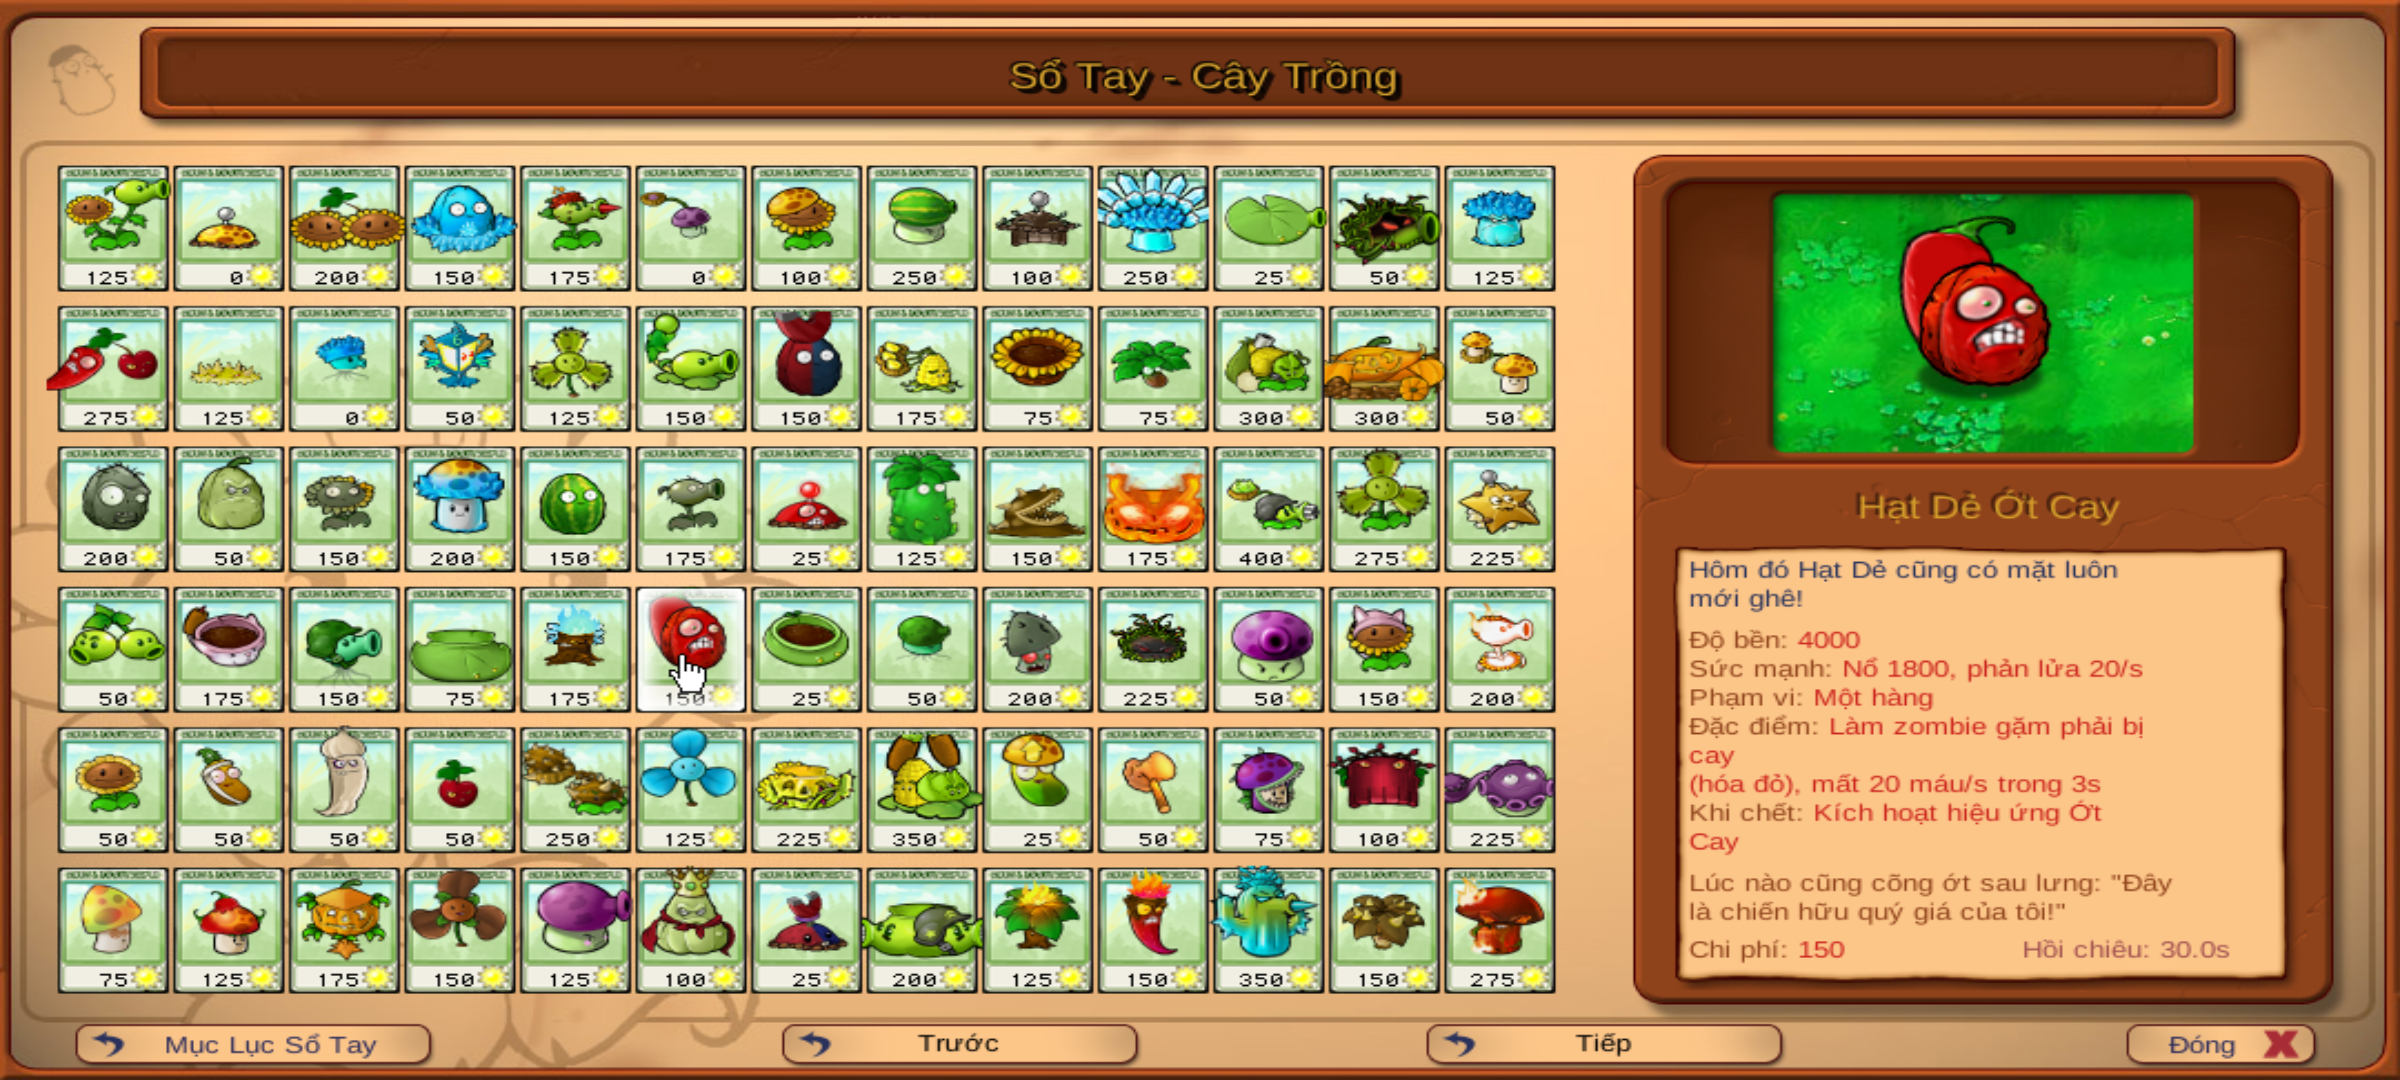 Sổ Tay - Cây Trồng
125 0 200 150 175 0 100 250 100 250 25 50 125
275 125 0 50 125 150 150 175 75 75 300 300 50
200 50 150 200 150 175 25 125 150 175 400 275 225
50 175 150 75 175 150 25 50 200 225 50 150 200
50 50 50 50 250 125 225 350 25 50 75 100 225
75 125 175 150 125 100 25 200 125 150 350 150 275
Hạt Dẻ Ớt Cay
Hôm đó Hạt Dẻ cũng có mặt luôn
mới ghê!
Độ bền: 4000
Sức mạnh: Nổ 1800, phản lửa 20/s
Phạm vi: Một hàng
Đặc điểm: Làm zombie gặm phải bị
cay
(hóa đỏ), mất 20 máu/s trong 3s
Khi chết: Kích hoạt hiệu ứng Ớt
Cay
Lúc nào cũng cõng ớt sau lưng: "Đây
là chiến hữu quý giá của tôi!"
Chi phí: 150 Hồi chiêu: 30.0s
Mục Lục Sổ Tay
Trước
Tiếp
Đóng